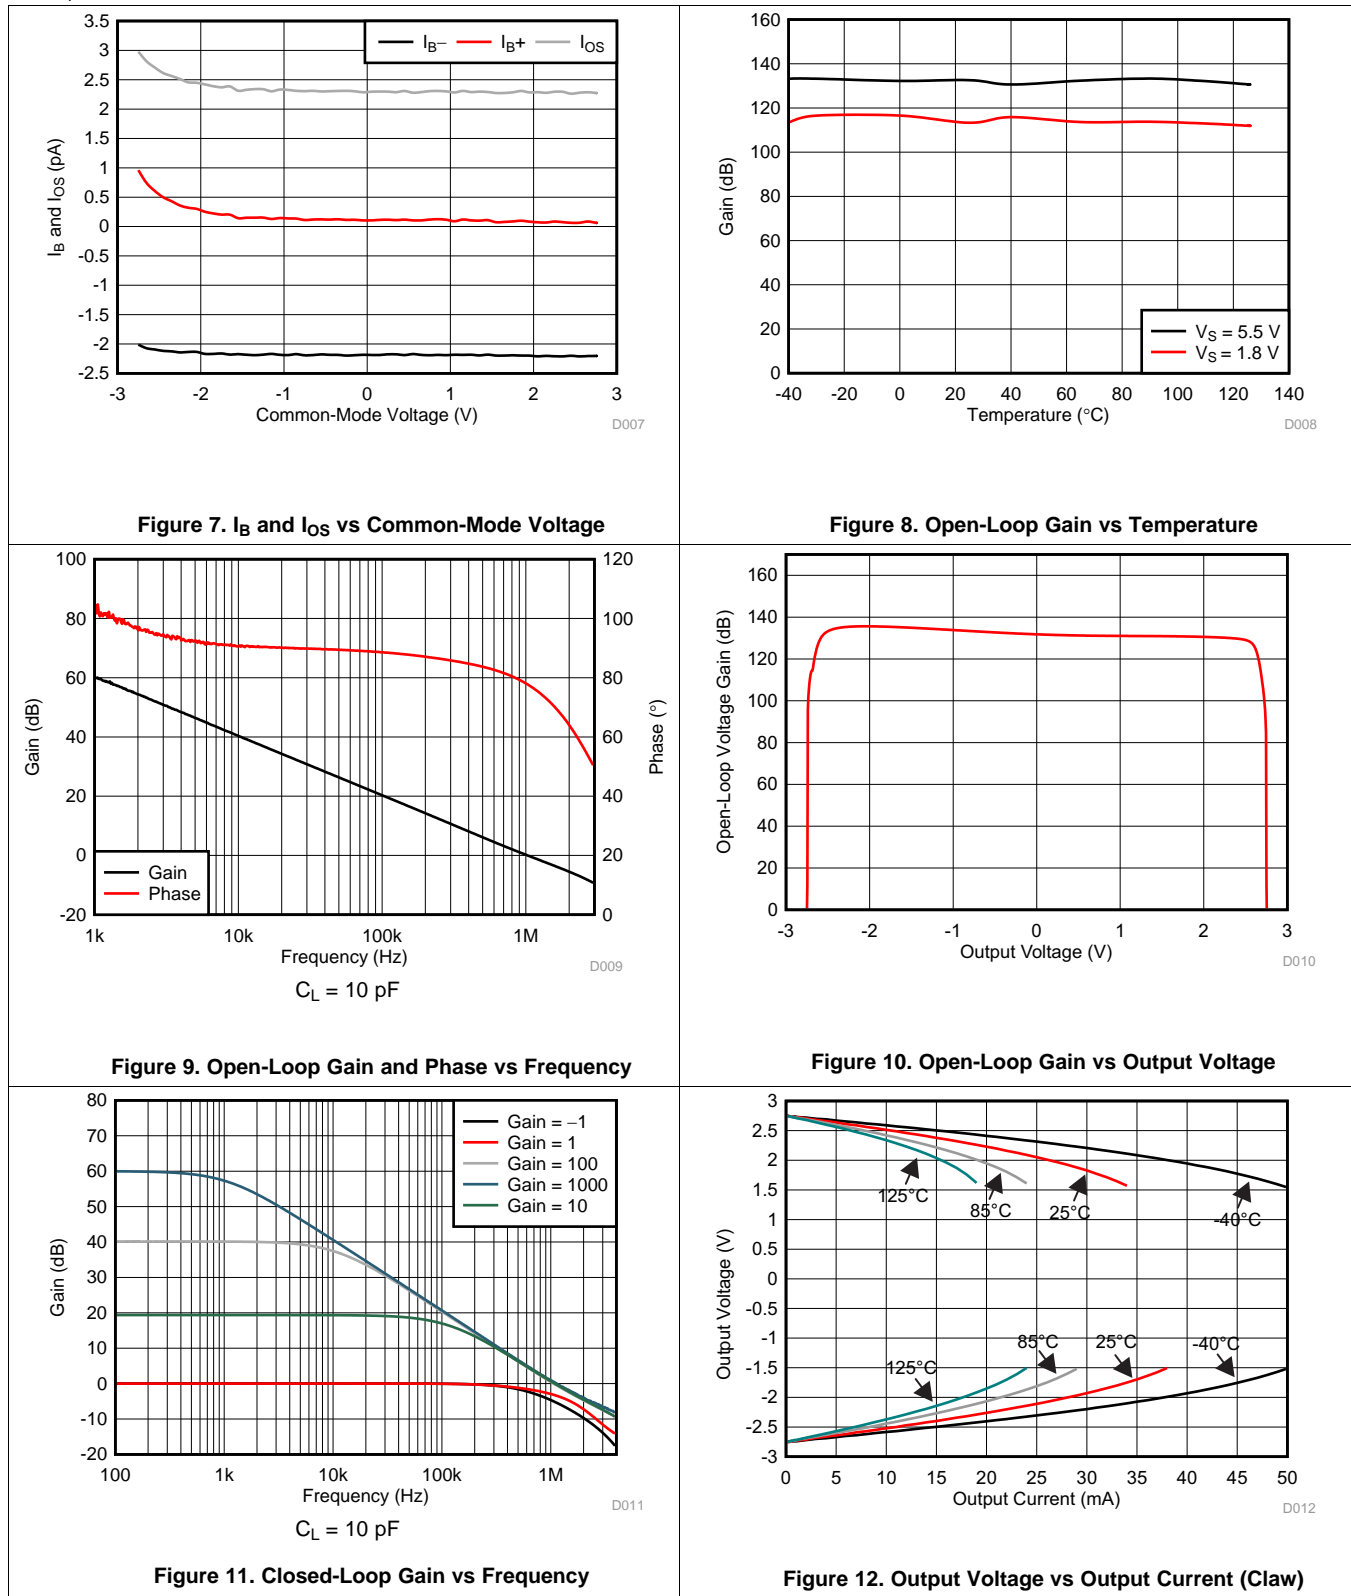 3.5
3
2.5
2
1.5
1
0.5
0
-0.5
-1
-1.5
-2
-2.5
-3 -2 -1 0 1 2 3
IB and IOS (pA)
IB− IB+ IOS
Common-Mode Voltage (V)
D007
Figure 7. IB and IOS vs Common-Mode Voltage
160
140
120
100
80
60
40
20
0
-40 -20 0 20 40 60 80 100 120 140
Gain (dB)
VS = 5.5 V
VS = 1.8 V
Temperature (°C)
D008
Figure 8. Open-Loop Gain vs Temperature
100
80
60
40
20
0
-20
120
100
80
60
40
20
0
Gain (dB)
Phase (°)
Gain
Phase
1k 10k 100k 1M
Frequency (Hz)
D009
CL = 10 pF
Figure 9. Open-Loop Gain and Phase vs Frequency
160
140
120
100
80
60
40
20
0
-3 -2 -1 0 1 2 3
Open-Loop Voltage Gain (dB)
Output Voltage (V)
D010
Figure 10. Open-Loop Gain vs Output Voltage
80
70
60
50
40
30
20
10
0
-10
-20
Gain (dB)
Gain = −1
Gain = 1
Gain = 100
Gain = 1000
Gain = 10
100 1k 10k 100k 1M
Frequency (Hz)
D011
CL = 10 pF
Figure 11. Closed-Loop Gain vs Frequency
3
2.5
2
1.5
1
0.5
0
-0.5
-1
-1.5
-2
-2.5
-3
Output Voltage (V)
125°C
85°C
25°C
-40°C
125°C
85°C
25°C
-40°C
0 5 10 15 20 25 30 35 40 45 50
Output Current (mA)
D012
Figure 12. Output Voltage vs Output Current (Claw)